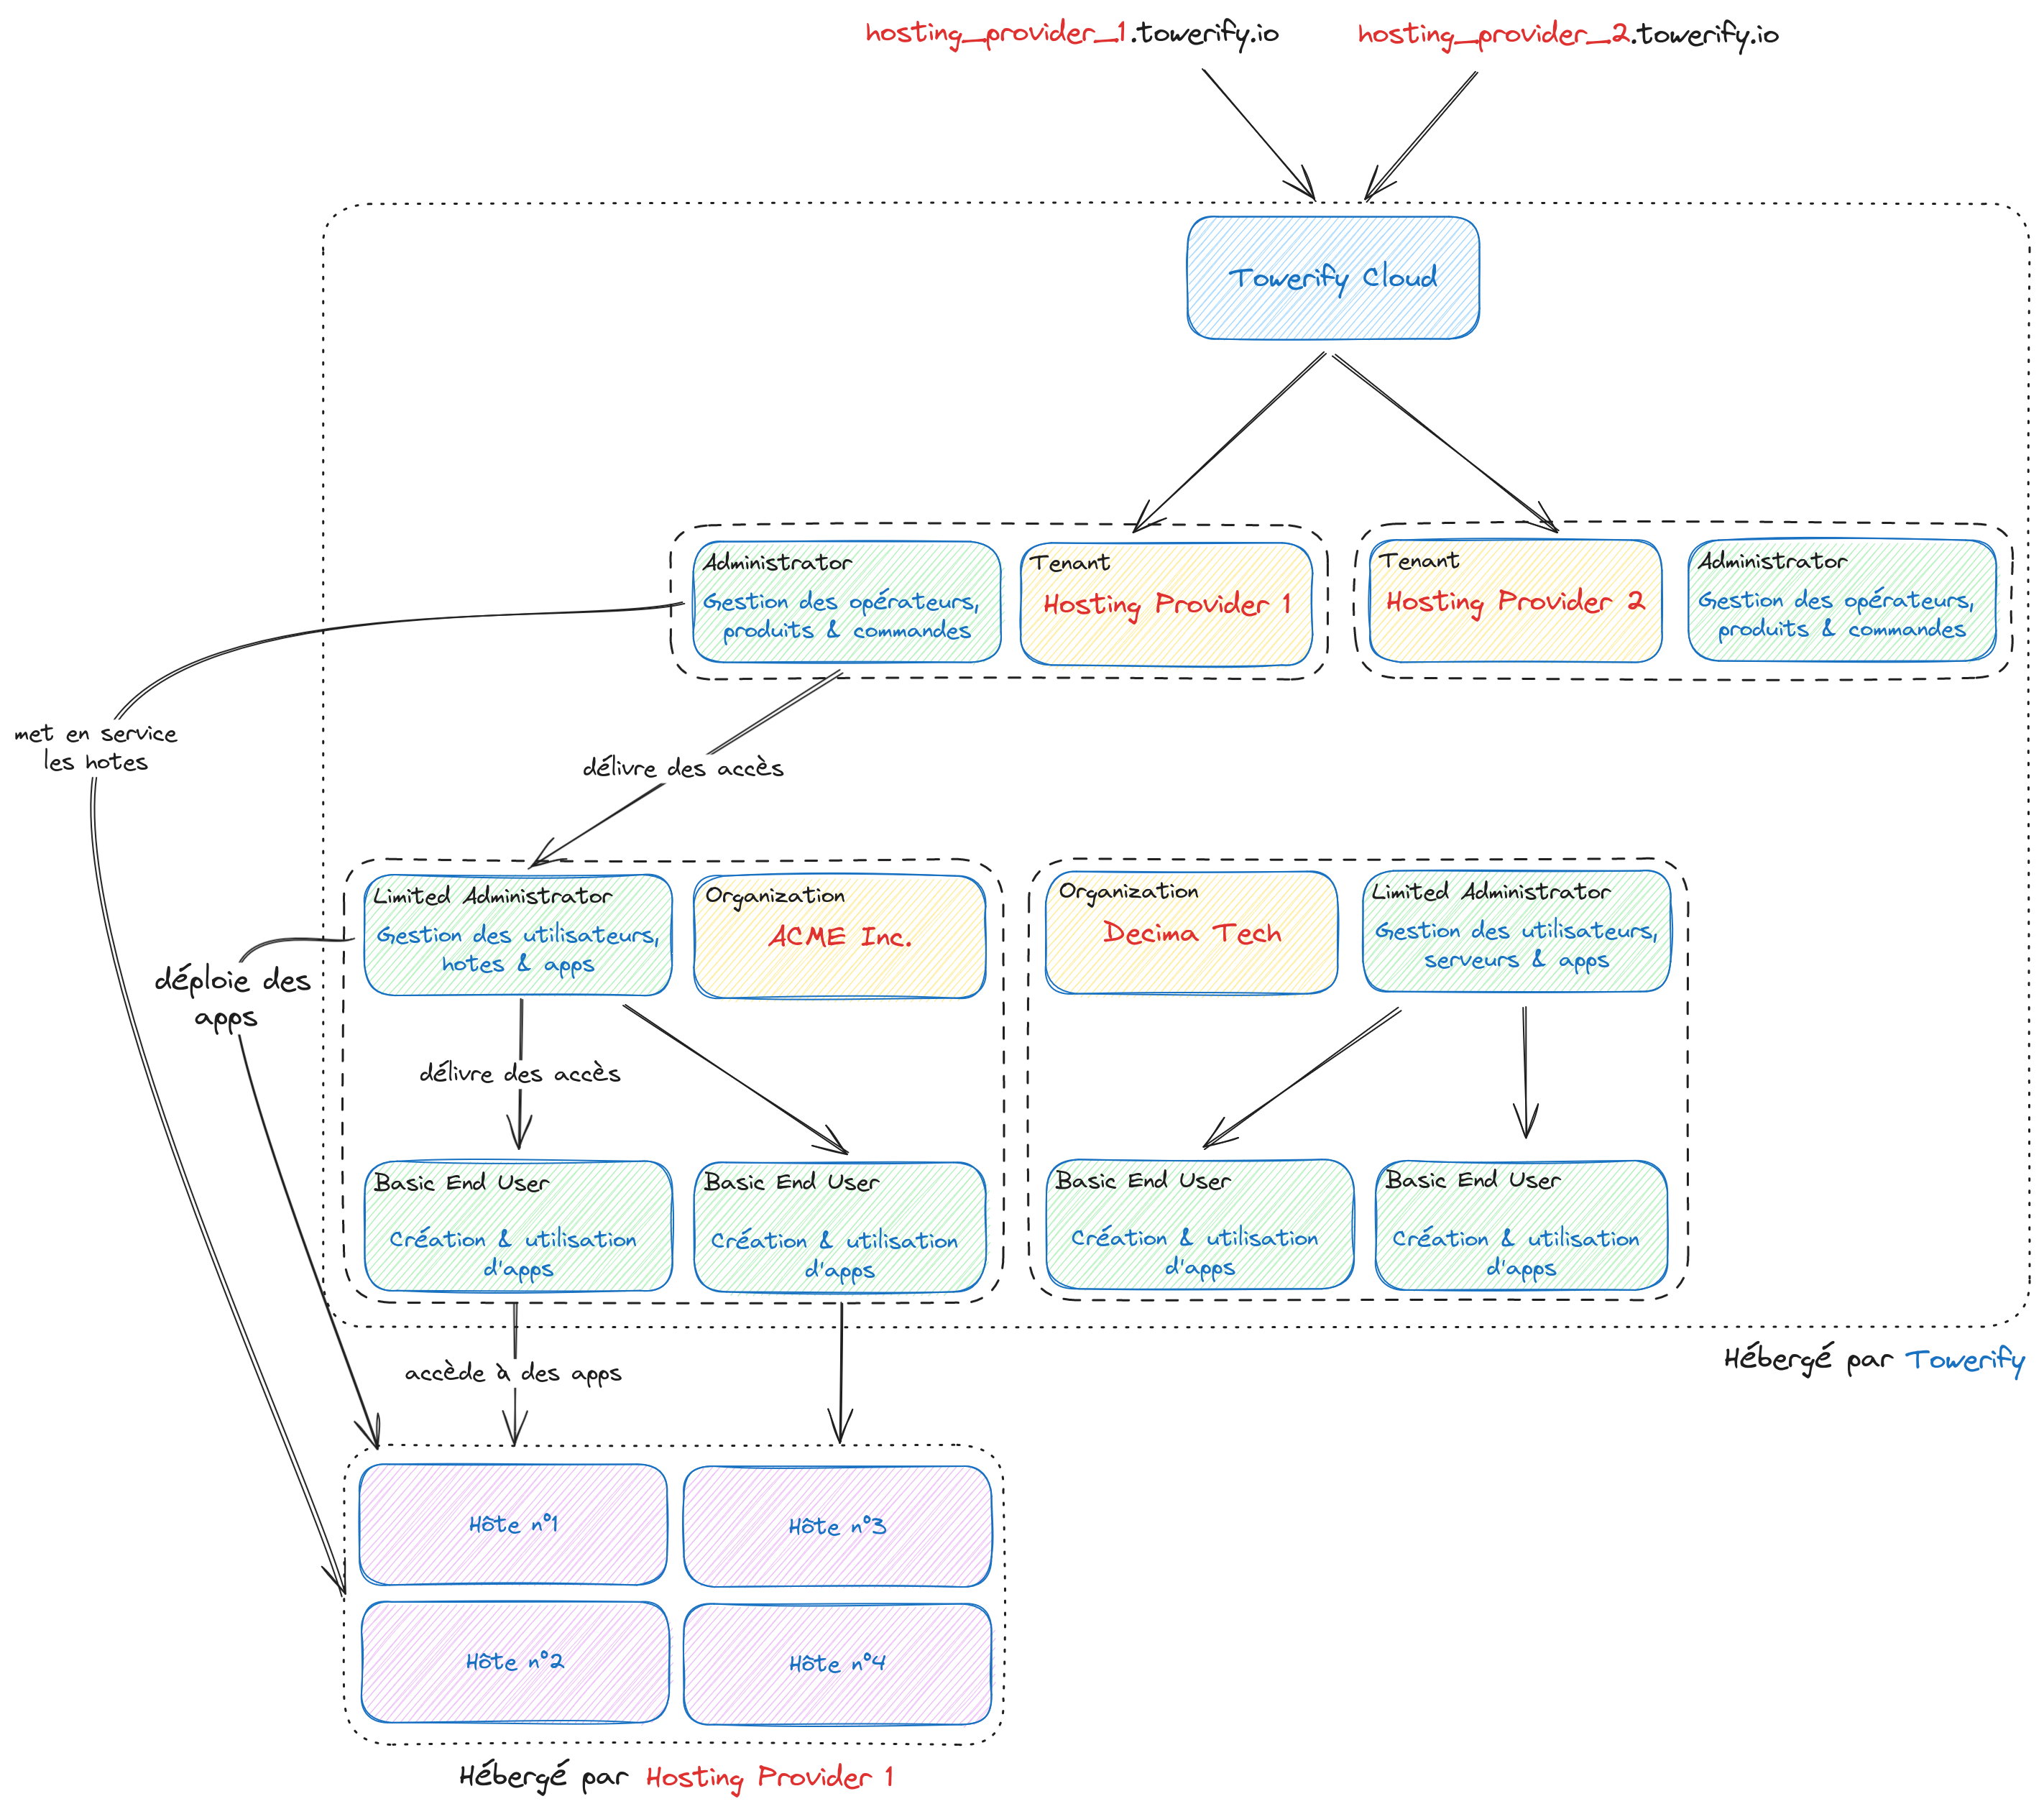 hosting_provider_1.towerify.io
hosting_provider_2.towerify.io
Towerify Cloud
Administrator
Gestion des opérateurs,
produits & commandes
Tenant
Hosting Provider 1
Tenant
Hosting Provider 2
Administrator
Gestion des opérateurs,
produits & commandes
met en service
les hotes
délivre des accès
Limited Administrator
Gestion des utilisateurs,
hotes & apps
Organization
ACME Inc.
Organization
Decima Tech
Limited Administrator
Gestion des utilisateurs,
serveurs & apps
déploie des
apps
délivre des accès
Basic End User
Création & utilisation
d'apps
Basic End User
Création & utilisation
d'apps
Basic End User
Création & utilisation
d'apps
Basic End User
Création & utilisation
d'apps
Hébergé par Towerify
accède à des apps
Hôte n°1
Hôte n°3
Hôte n°2
Hôte n°4
Hébergé par Hosting Provider 1